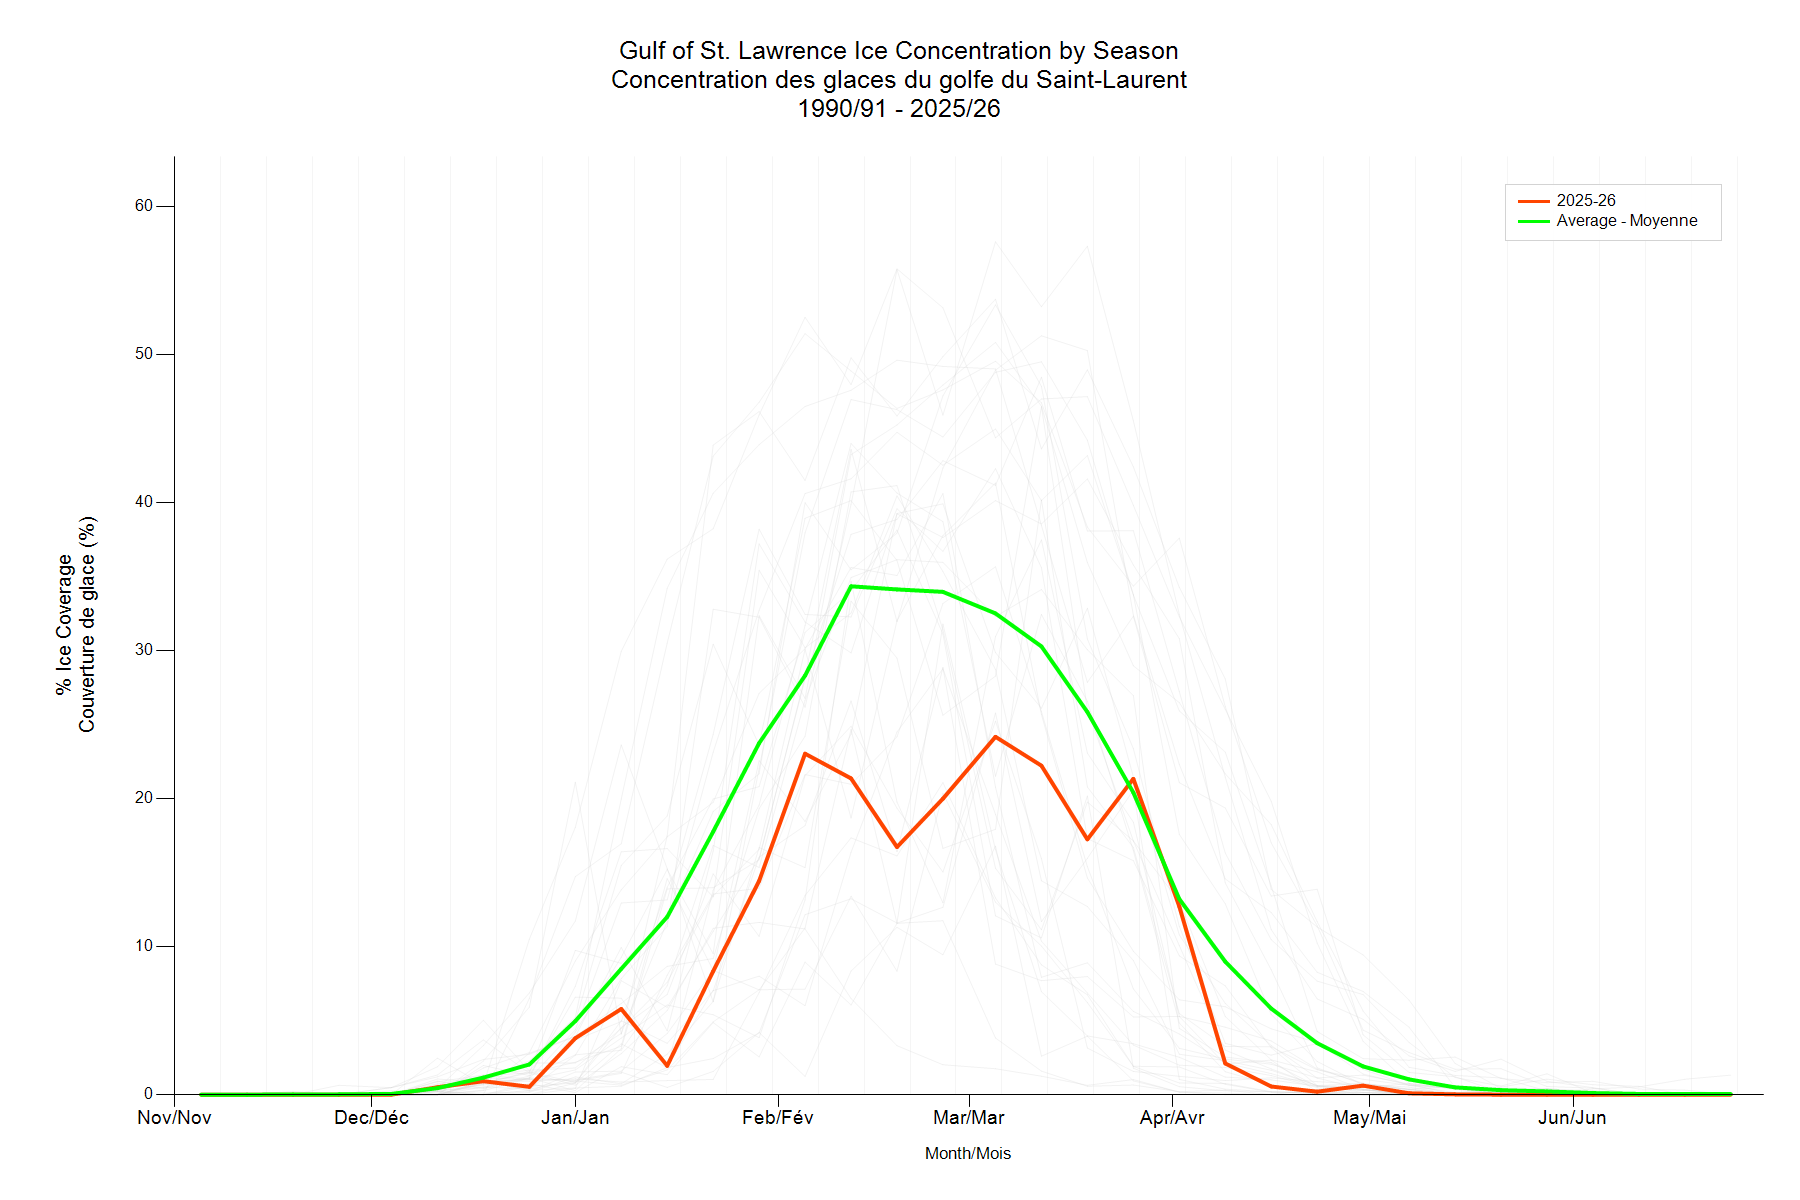 Gulf of St. Lawrence Ice Concentration by Season
Concentration des glaces du golfe du Saint-Laurent
1990/91 - 2025/26
2025-26
Average - Moyenne
60
50
40
30
20
10
0
% Ice Coverage
Couverture de glace (%)
Nov/Nov
Dec/Déc
Jan/Jan
Feb/Fév
Mar/Mar
Apr/Avr
May/Mai
Jun/Jun
Month/Mois